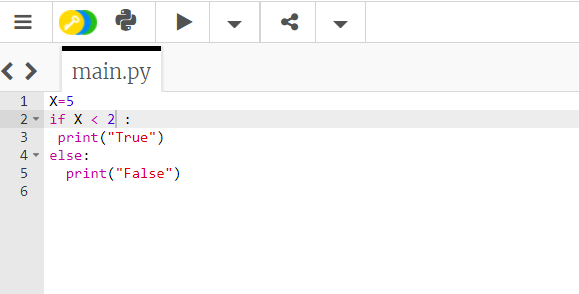 main.py
1 X=5
2 if X < 2 :
3  print("True")
4 else:
5   print("False")
6